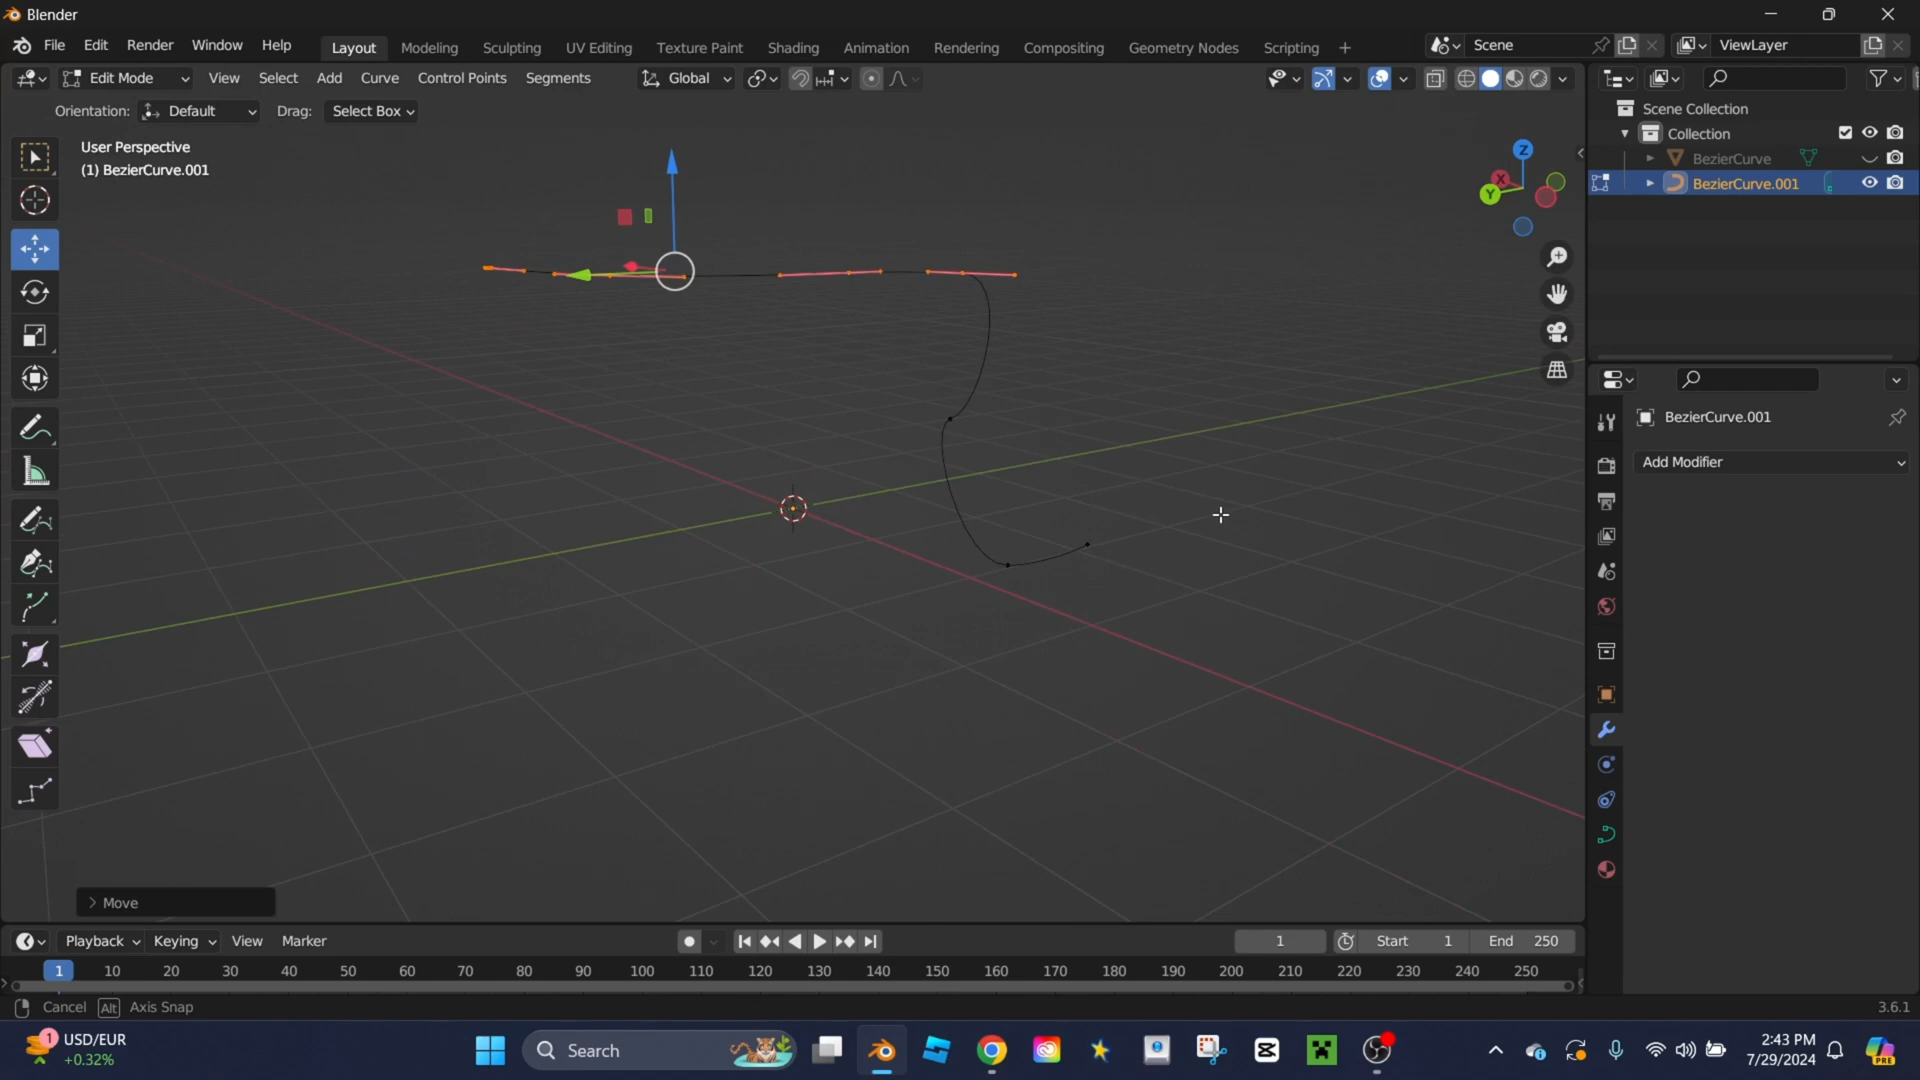 Blender
File Edit Render Window Help Layout Modeling Sculpting UV Editing Texture Paint Shading Animation Rendering Compositing Geometry Nodes Scripting + Scene ViewLayer
Edit Mode View Select Add Curve Control Points Segments Global
Orientation: Default Drag: Select Box
User Perspective
(1) BezierCurve.001
Z
X
Y
Scene Collection
Collection
BezierCurve
BezierCurve.001
BezierCurve.001
Add Modifier
> Move
Playback Keying View Marker 1 Start 1 End 250
1 10 20 30 40 50 60 70 80 90 100 110 120 130 140 150 160 170 180 190 200 210 220 230 240 250
Cancel Alt Axis Snap 3.6.1
1 USD/EUR
+0.32%
Search
2:43 PM
7/29/2024
PRE